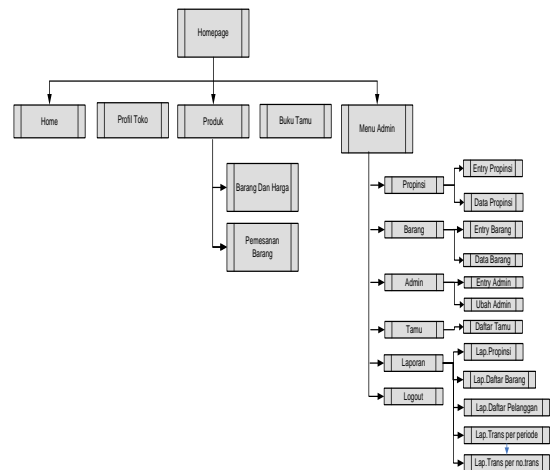 Homepage
Home
Profil Toko
Produk
Buku Tamu
Menu Admin
Barang Dan Harga
Pemesanan
Barang
Propinsi
Entry Propinsi
Data Propinsi
Barang
Entry Barang
Data Barang
Admin
Entry Admin
Ubah Admin
Tamu
Daftar Tamu
Laporan
Lap.Propinsi
Lap.Daftar Barang
Lap.Daftar Pelanggan
Lap.Trans per periode
Lap.Trans per no.trans
Logout